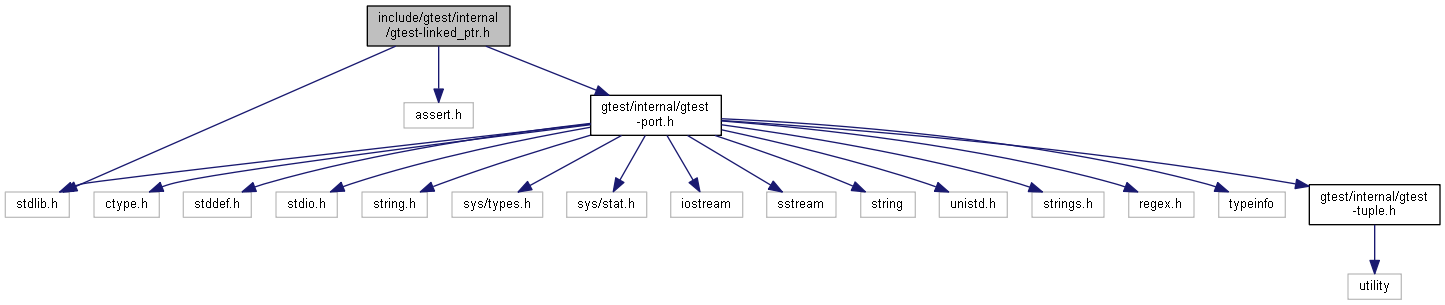 include/gtest/internal
/gtest-linked_ptr.h
assert.h
gtest/internal/gtest
-port.h
stdlib.h
ctype.h
stddef.h
stdio.h
string.h
sys/types.h
sys/stat.h
iostream
sstream
string
unistd.h
strings.h
regex.h
typeinfo
gtest/internal/gtest
-tuple.h
utility